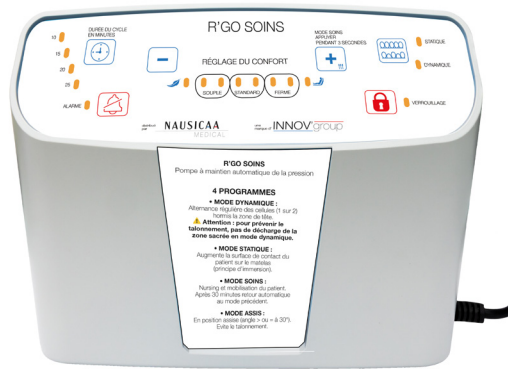 R'GO SOINS
DURÉE DU CYCLE
EN MINUTES
10
15
20
25
ALARME
RÉGLAGE DU CONFORT
SOUPLE
STANDARD
FERME
MODE SOINS
APPUYER
PENDANT 3 SECONDES
STATIQUE
DYNAMIQUE
VERROUILLAGE
par NAUSICAA
MEDICAL
une
INNOV'group
R'GO SOINS
Pompe à maintien automatique de la pression
4 PROGRAMMES
• MODE DYNAMIQUE :
Alternance régulière des cellules (1 sur 2)
hormis la zone de tête.
⚠ Attention : pour prévenir le
talonnement, pas de décharge de la
zone sacrée en mode dynamique.
• MODE STATIQUE :
Augmente la surface de contact du
patient sur le matelas
(principe d'immersion).
• MODE SOINS :
Nursing et mobilisation du patient.
Après 30 minutes retour automatique
au mode précédent.
• MODE ASSIS :
En position assise (angle > ou = à 30°).
Evite le talonnement.